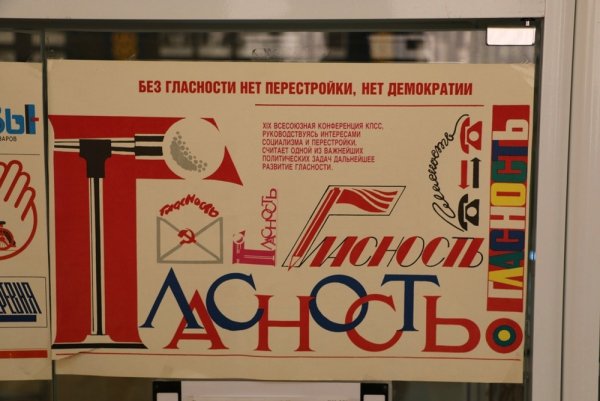 БЕЗ ГЛАСНОСТИ НЕТ ПЕРЕСТРОЙКИ, НЕТ ДЕМОКРАТИИ
XIX ВСЕСОЮЗНАЯ КОНФЕРЕНЦИЯ КПСС,
РУКОВОДСТВУЯСЬ ИНТЕРЕСАМИ
СОЦИАЛИЗМА И ПЕРЕСТРОЙКИ,
СЧИТАЕТ ОДНОЙ ИЗ ВАЖНЕЙШИХ
ПОЛИТИЧЕСКИХ ЗАДАЧ ДАЛЬНЕЙШЕЕ
РАЗВИТИЕ ГЛАСНОСТИ.
Гласность
ГЛАСНОСТЬ
ГЛАСНОСТЬ
Гласность
ГЛАСНОСТЬ
ГЛАСНОСТЬ